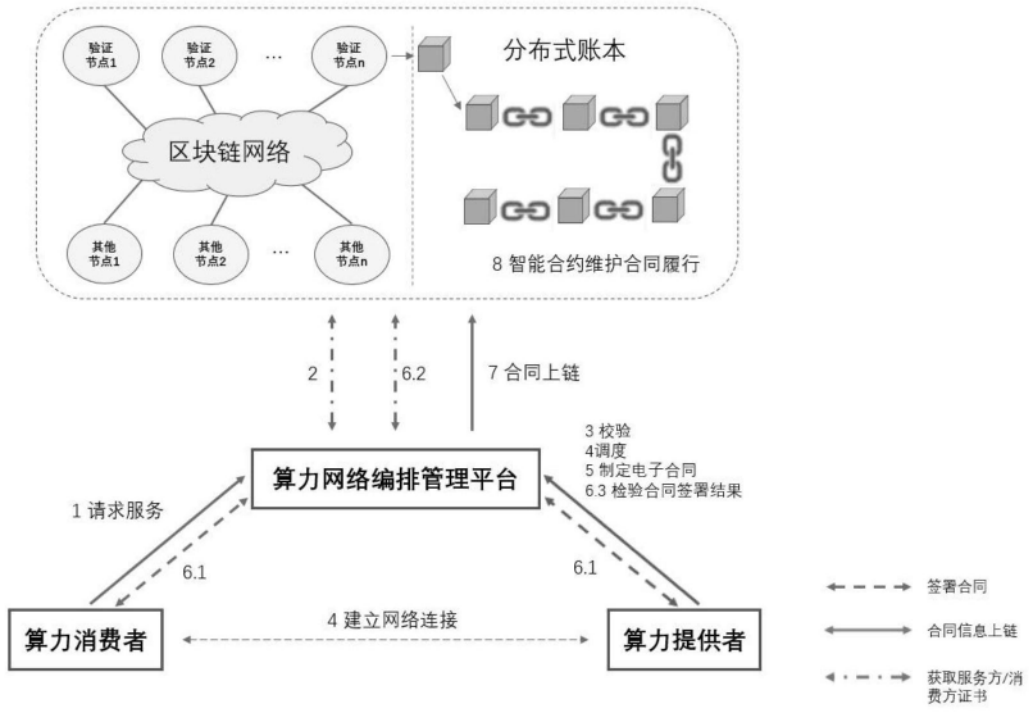 验证
节点1
验证
节点2
...
验证
节点n
分布式账本
区块链网络
其他
节点1
其他
节点2
...
其他
节点n
8 智能合约维护合同履行
2
6.2
7 合同上链
3 校验
4调度
5 制定电子合同
6.3 检验合同签署结果
算力网络编排管理平台
1 请求服务
6.1
6.1
算力消费者
4 建立网络连接
算力提供者
签署合同
合同信息上链
获取服务方/消
费方证书